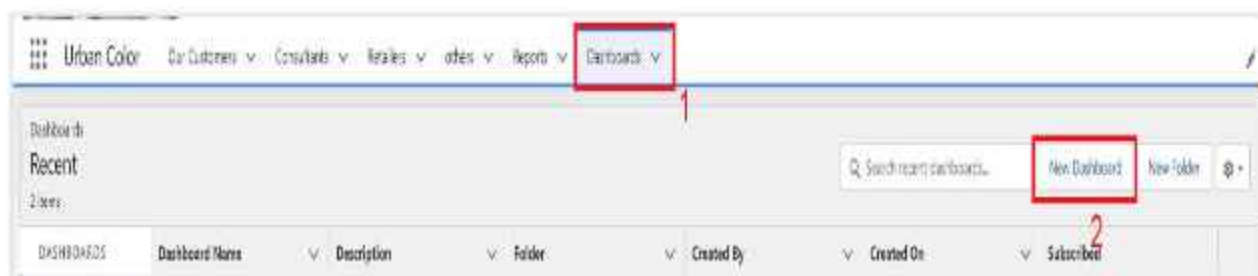 Urban Color Our Customers Consultants Retailers others Reports Dashboards
1
Dashboards
Recent
2 items
Search recent dashboards... New Dashboard New Folder
2
DASHBOARDS Dashboard Name Description Folder Created By Created On Subscribed